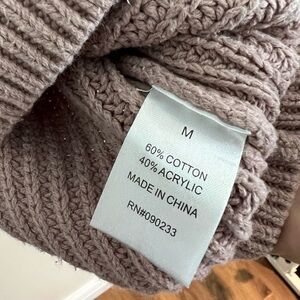 M
60% COTTON
40% ACRYLIC
MADE IN CHINA
RN#090233